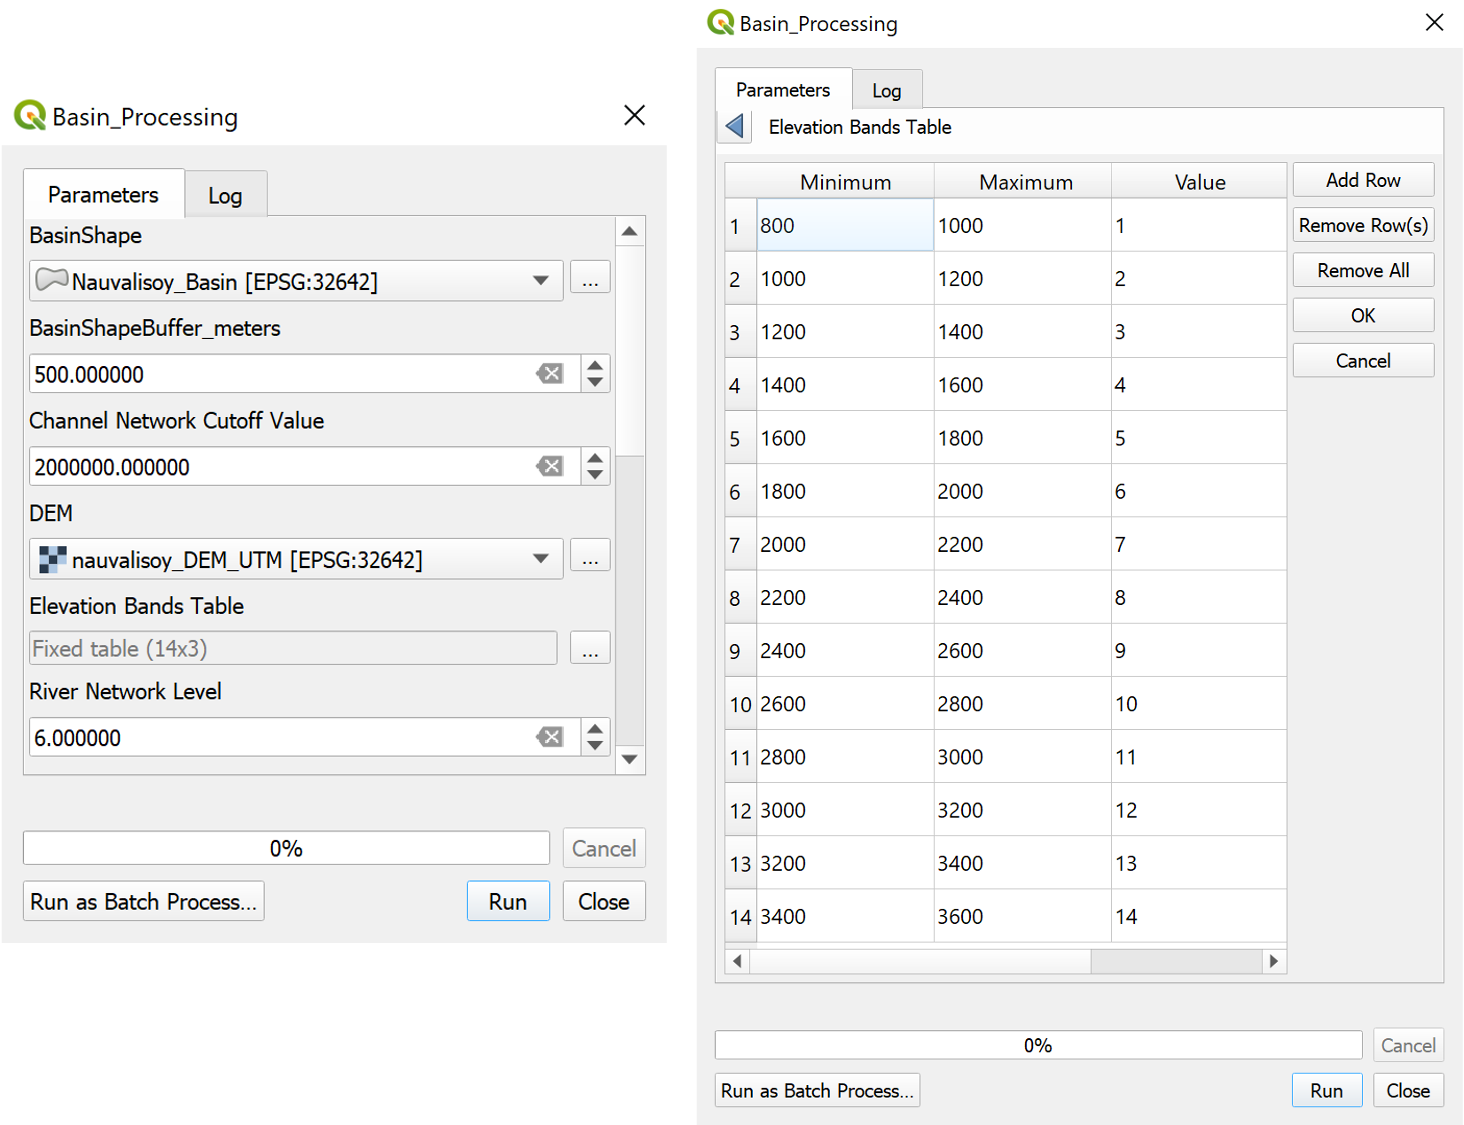 Basin_Processing
Parameters
Log
BasinShape
Nauvalisoy_Basin [EPSG:32642]
...
BasinShapeBuffer_meters
500.000000
Channel Network Cutoff Value
2000000.000000
DEM
nauvalisoy_DEM_UTM [EPSG:32642]
...
Elevation Bands Table
Fixed table (14x3)
...
River Network Level
6.000000
0%
Cancel
Run as Batch Process...
Run
Close
Basin_Processing
Parameters
Log
Elevation Bands Table
Minimum Maximum Value
1 800 1000 1
2 1000 1200 2
3 1200 1400 3
4 1400 1600 4
5 1600 1800 5
6 1800 2000 6
7 2000 2200 7
8 2200 2400 8
9 2400 2600 9
10 2600 2800 10
11 2800 3000 11
12 3000 3200 12
13 3200 3400 13
14 3400 3600 14
Add Row
Remove Row(s)
Remove All
OK
Cancel
0%
Cancel
Run as Batch Process...
Run
Close